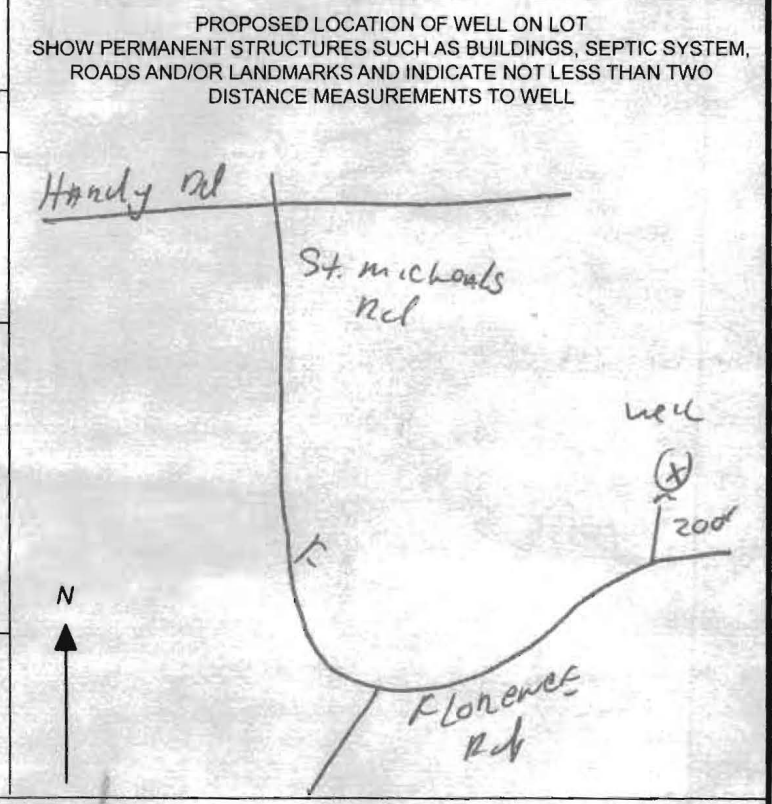 PROPOSED LOCATION OF WELL ON LOT
SHOW PERMANENT STRUCTURES SUCH AS BUILDINGS, SEPTIC SYSTEM,
ROADS AND/OR LANDMARKS AND INDICATE NOT LESS THAN TWO
DISTANCE MEASUREMENTS TO WELL
Handy Rd
St. Michaels
Rd
well
X
200'
N
Florence
Rd